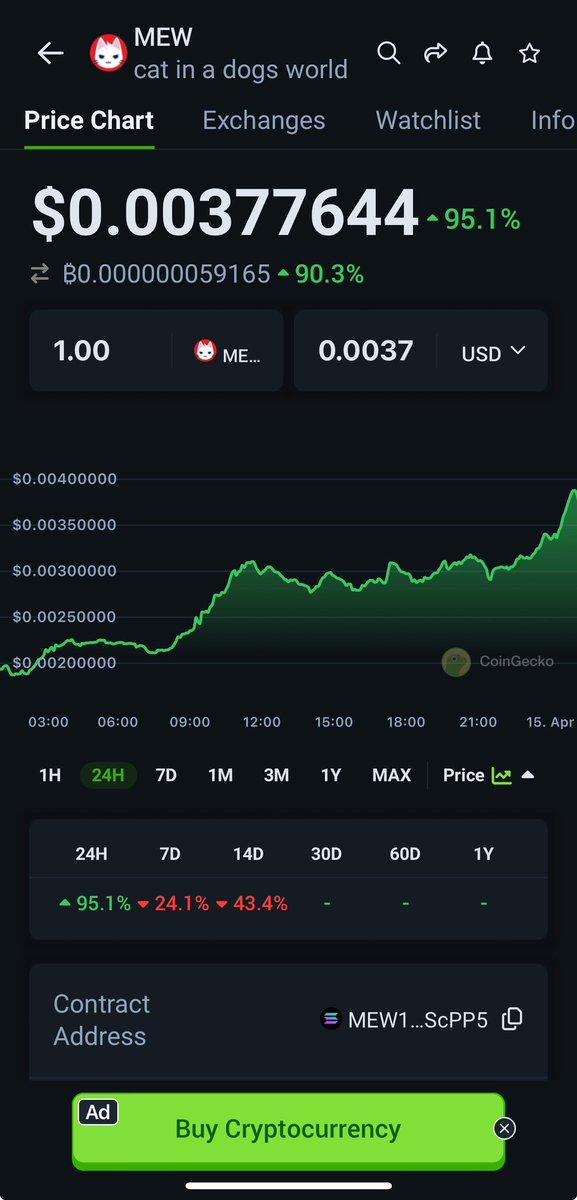 MEW
cat in a dogs world
Price Chart Exchanges Watchlist Info
$0.00377644 95.1%
₿0.000000059165 90.3%
1.00 ME... 0.0037 USD
$0.00400000
$0.00350000
$0.00300000
$0.00250000
$0.00200000
CoinGecko
03:00 06:00 09:00 12:00 15:00 18:00 21:00 15. Apr
1H 24H 7D 1M 3M 1Y MAX Price
24H 7D 14D 30D 60D 1Y
95.1% 24.1% 43.4% - - -
Contract
Address
MEW1...ScPP5
Ad
Buy Cryptocurrency